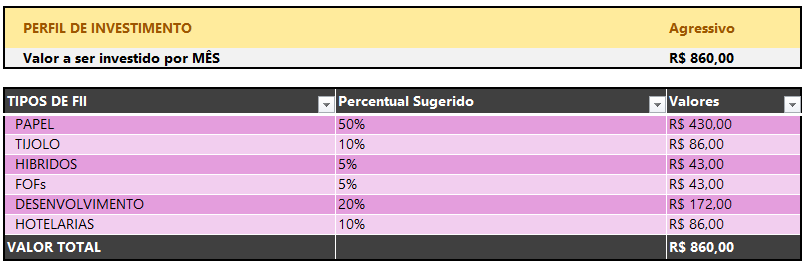 PERFIL DE INVESTIMENTO Agressivo
Valor a ser investido por MÊS R$ 860,00
TIPOS DE FII Percentual Sugerido Valores
PAPEL 50% R$ 430,00
TIJOLO 10% R$ 86,00
HIBRIDOS 5% R$ 43,00
FOFs 5% R$ 43,00
DESENVOLVIMENTO 20% R$ 172,00
HOTELARIAS 10% R$ 86,00
VALOR TOTAL R$ 860,00